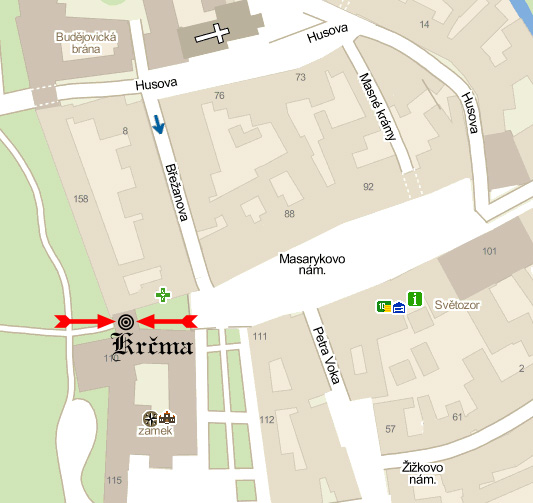 14
Husova
Budějovická
brána
Husova
73
76
Masné krámy
Husova
8
Břežanova
158
92
88
101
Masarykovo
nám.
10
i
Světozor
Krčma
110
111
Petra Voka
2
61
112
57
zámek
Žižkovo
nám.
115